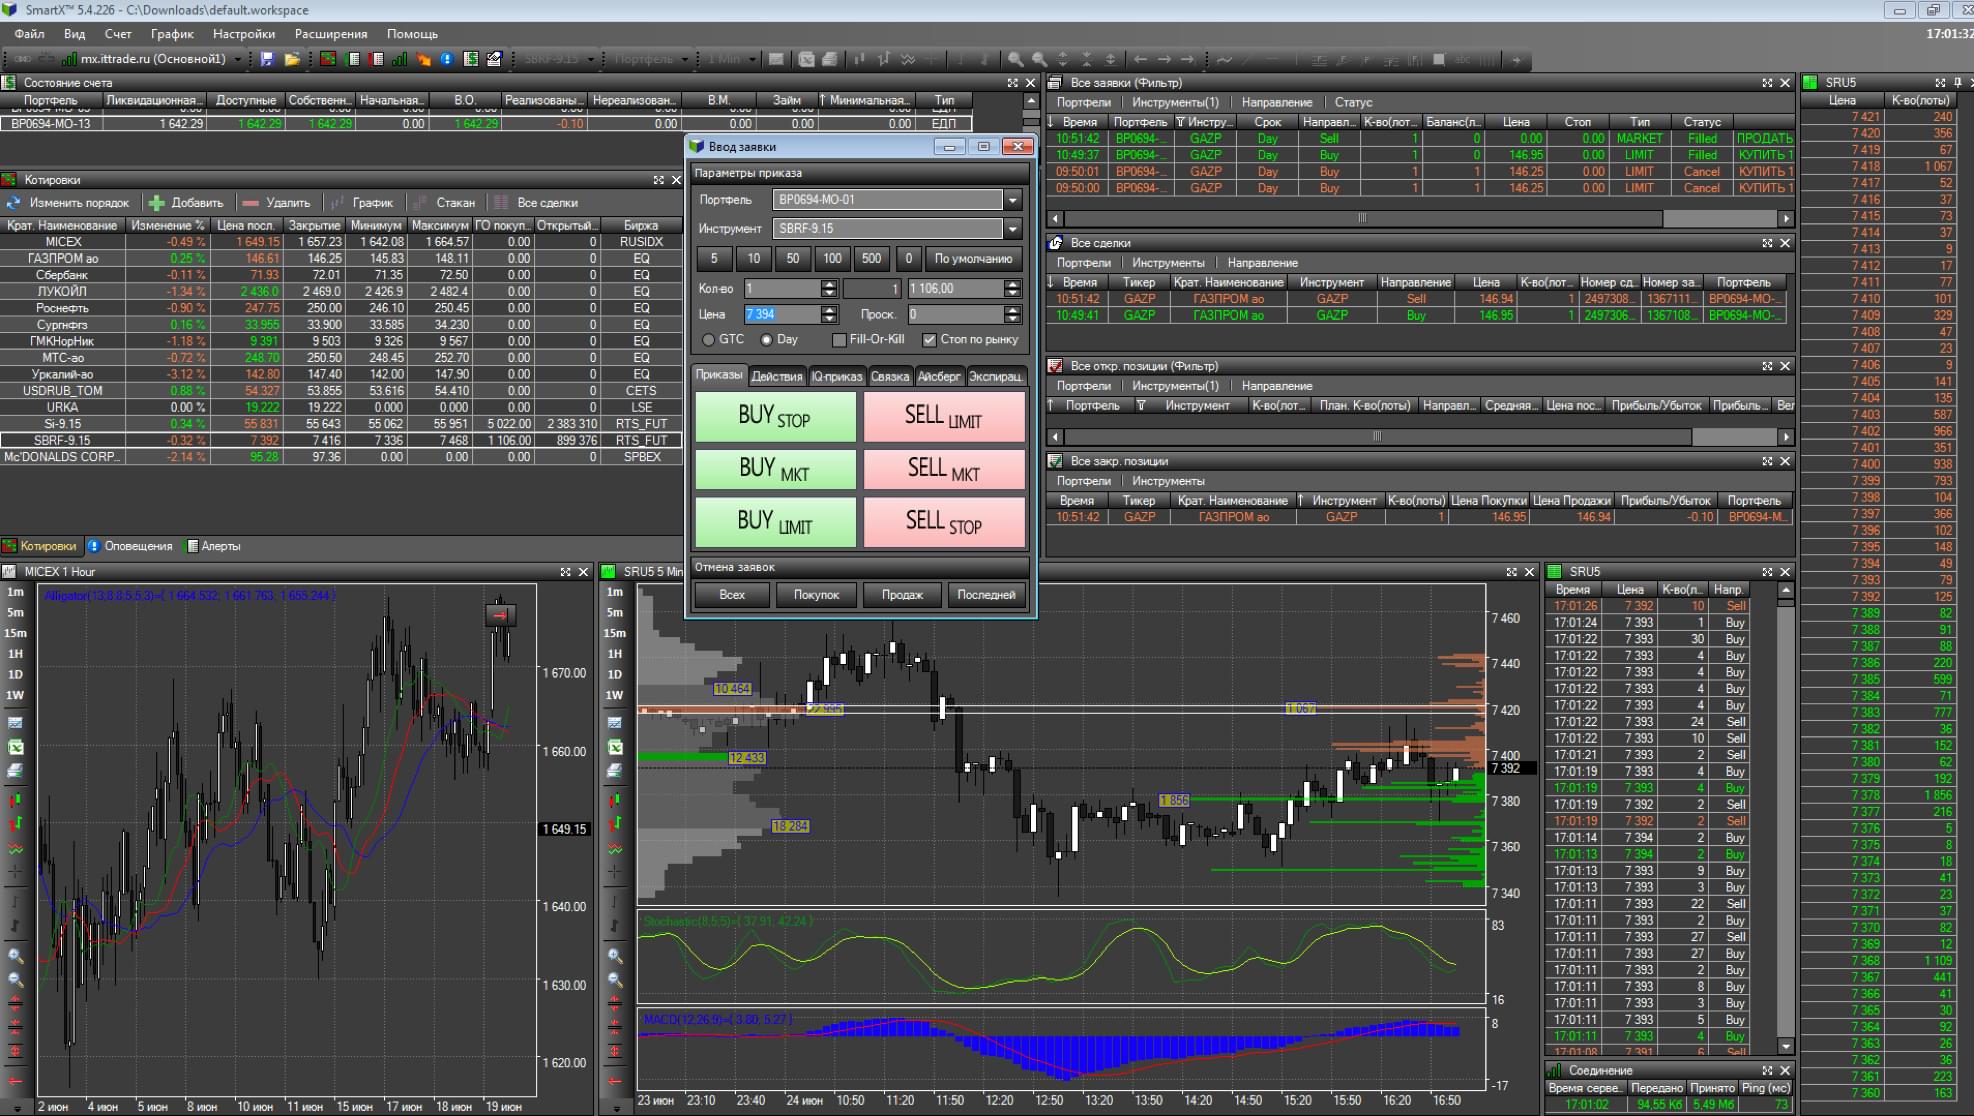 SmartX™ 5.4.226 - C:\Downloads\default.workspace
Файл Вид Счет График Настройки Расширения Помощь
17:01:32
mx.ittrade.ru (Основной1) SBRF-9.15 Портфель 1 Min
Состояние счета
Портфель Ликвидационная... Доступные Собственн... Начальная... В.О. Реализованы... Нереализован... В.М. Займ Минимальная... Тип
BP0694-MO-13 1 642.29 1 642.29 1 642.29 0.00 1 642.29 -0.10 0.00 0.00 0.00 0.00 ЕДП
Котировки
Изменить порядок Добавить Удалить График Стакан Все сделки
Крат. Наименование Изменение % Цена посл. Закрытие Минимум Максимум ГО покуп... Открытый... Биржа
MICEX -0.49 % 1 649.15 1 657.23 1 642.08 1 664.57 0.00 0 RUSIDX
ГАЗПРОМ ао 0.25 % 146.61 146.25 145.83 148.11 0.00 0 EQ
Сбербанк -0.11 % 71.93 72.01 71.35 72.50 0.00 0 EQ
ЛУКОЙЛ -1.34 % 2 436.0 2 469.0 2 426.9 2 482.4 0.00 0 EQ
Роснефть -0.90 % 247.75 250.00 246.10 250.45 0.00 0 EQ
Сургнфгз 0.16 % 33.955 33.900 33.585 34.230 0.00 0 EQ
ГМКНорНик -1.18 % 9 391 9 503 9 326 9 567 0.00 0 EQ
МТС-ао -0.72 % 248.70 250.50 248.45 252.70 0.00 0 EQ
Уркалий-ао -3.12 % 142.80 147.40 142.00 147.90 0.00 0 EQ
USDRUB_TOM 0.88 % 54.327 53.855 53.616 54.410 0.00 0 CETS
URKA 0.00 % 19.222 19.222 0.000 0.000 0.00 0 LSE
Si-9.15 0.34 % 55 831 55 643 55 062 55 951 5 022.00 2 383 310 RTS_FUT
SBRF-9.15 -0.32 % 7 392 7 416 7 336 7 468 1 106.00 899 376 RTS_FUT
Mc'DONALDS CORP... -2.14 % 95.28 97.36 0.00 0.00 0.00 0 SPBEX
Котировки Оповещения Алерты
Ввод заявки
Параметры приказа
Портфель BP0694-MO-01
Инструмент SBRF-9.15
5 10 50 100 500 0 По умолчанию
Кол-во 1 1 1 106,00
Цена 7 394 Проск. 0
GTC Day Fill-Or-Kill Стоп по рынку
Приказы Действия IQ-приказ Связка Айсберг Экспирац.
BUY STOP SELL LIMIT
BUY MKT SELL MKT
BUY LIMIT SELL STOP
Отмена заявок
Всех Покупок Продаж Последней
Все заявки (Фильтр)
Портфели Инструменты(1) Направление Статус
Время Портфель Инстру... Срок Направл... К-во(лот... Баланс(л... Цена Стоп Тип Статус
10:51:42 BP0694-... GAZP Day Sell 1 0 0.00 0.00 MARKET Filled ПРОДАТЬ
10:49:37 BP0694-... GAZP Day Buy 1 0 146.95 0.00 LIMIT Filled КУПИТЬ 1
09:50:01 BP0694-... GAZP Day Buy 1 1 146.25 0.00 LIMIT Cancel КУПИТЬ 1
09:50:00 BP0694-... GAZP Day Buy 1 1 146.25 0.00 LIMIT Cancel КУПИТЬ 1
Все сделки
Портфели Инструменты Направление
Время Тикер Крат. Наименование Инструмент Направление Цена К-во(лот... Номер сд... Номер за... Портфель
10:51:42 GAZP ГАЗПРОМ ао GAZP Sell 146.94 1 2497308... 1367111... BP0694-MO-...
10:49:41 GAZP ГАЗПРОМ ао GAZP Buy 146.95 1 2497306... 1367108... BP0694-MO-...
Все откр. позиции (Фильтр)
Портфели Инструменты(1) Направление
Портфель Инструмент К-во(лот... План. К-во(лоты) Направл... Средняя... Цена пос... Прибыль/Убыток Прибыль... Вел
Все закр. позиции
Портфели Инструменты
Время Тикер Крат. Наименование Инструмент К-во(лоты) Цена Покупки Цена Продажи Прибыль/Убыток Портфель
10:51:42 GAZP ГАЗПРОМ ао GAZP 1 146.95 146.94 -0.10 BP0694-M...
MICEX 1 Hour
1m
5m
15m
1H
1D
1W
Alligator(13;8;8;5;5;3)={ 1 664.532; 1 661.763; 1 655.244 }
1 670.00
1 660.00
1 649.15
1 640.00
1 630.00
1 620.00
2 июн 4 июн 5 июн 8 июн 10 июн 11 июн 15 июн 17 июн 18 июн 19 июн
SRU5 5 Min
1m
5m
15m
1H
1D
1W
10 464
12 433
18 284
1 067
1 856
7 460
7 440
7 420
7 400
7 392
7 380
7 360
7 340
Stochastic(8;5;5)={ 37.91; 42.24 }
83
16
MACD(12;26;9)={ 3.80; 5.27 }
8
-17
23 июн 23:10 23:40 24 июн 10:50 11:20 11:50 12:20 12:50 13:20 13:50 14:20 14:50 15:20 15:50 16:20 16:50
SRU5
Время Цена К-во(л... Напр.
17:01:26 7 392 10 Sell
17:01:24 7 393 1 Buy
17:01:22 7 393 30 Buy
17:01:22 7 393 4 Buy
17:01:22 7 393 4 Buy
17:01:22 7 393 4 Buy
17:01:22 7 393 4 Buy
17:01:22 7 393 24 Sell
17:01:22 7 393 10 Sell
17:01:21 7 393 2 Sell
17:01:19 7 393 4 Buy
17:01:19 7 393 4 Buy
17:01:19 7 392 2 Sell
17:01:19 7 392 2 Sell
17:01:14 7 394 2 Buy
17:01:13 7 394 2 Buy
17:01:13 7 393 9 Buy
17:01:13 7 393 3 Buy
17:01:11 7 393 22 Sell
17:01:11 7 393 2 Buy
17:01:11 7 393 27 Sell
17:01:11 7 393 27 Buy
17:01:11 7 393 2 Buy
17:01:11 7 393 8 Buy
17:01:11 7 393 3 Buy
17:01:11 7 393 5 Buy
17:01:11 7 393 4 Buy
17:01:08 7 391 6 Sell
Соединение
Время серве... Передано Принято Ping (мс)
17:01:02 94,55 Кб 5,49 Мб 73
SRU5
Цена К-во(лоты)
7 421 240
7 420 356
7 419 67
7 418 1 067
7 417 52
7 416 37
7 415 73
7 414 37
7 413 9
7 412 17
7 411 77
7 410 101
7 409 329
7 408 47
7 407 23
7 406 9
7 405 141
7 404 135
7 403 587
7 402 966
7 401 351
7 400 938
7 399 793
7 398 104
7 397 366
7 396 102
7 395 148
7 394 49
7 393 79
7 392 125
7 389 82
7 388 91
7 387 88
7 386 220
7 385 599
7 384 71
7 383 777
7 382 36
7 381 152
7 380 62
7 379 192
7 378 1 856
7 377 216
7 376 5
7 375 8
7 374 18
7 373 41
7 372 23
7 371 37
7 370 82
7 369 12
7 368 1 109
7 367 441
7 366 41
7 365 30
7 364 92
7 363 26
7 362 36
7 361 223
7 360 163